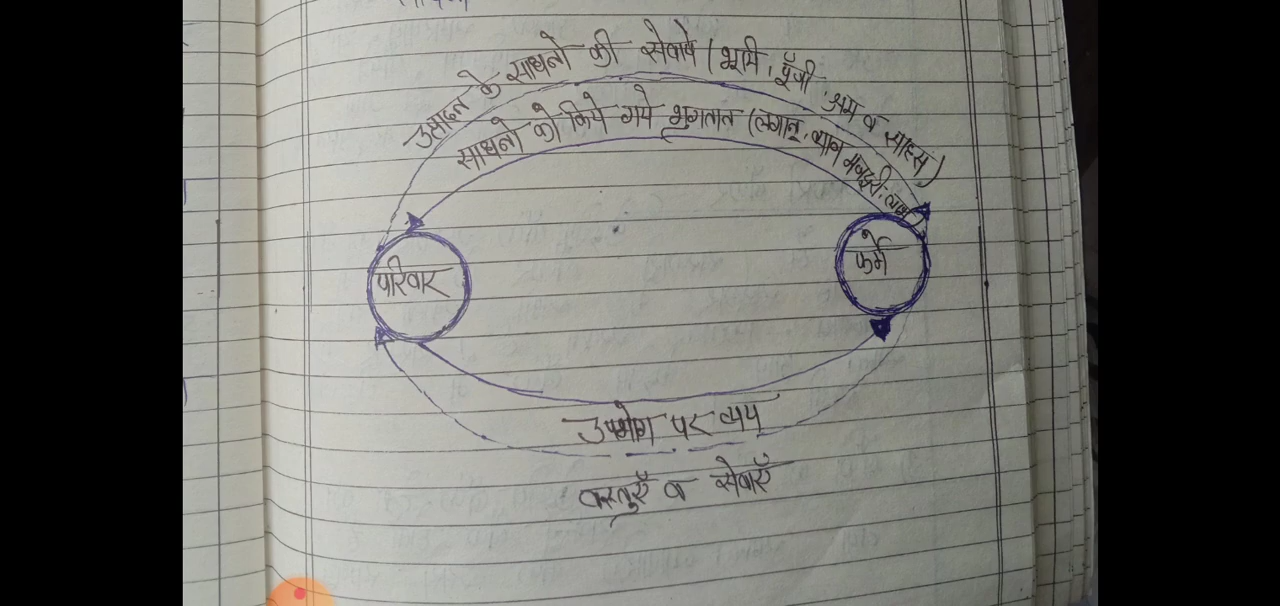 उत्पादन के साधनो की सेवाये (भूमि, पूँजी, श्रम व साहस)
साधनो को किये गये भुगतान (लगान, ब्याज मजदूरी, लाभ)
परिवार
फर्म
उपभोग पर व्यय
वस्तुएँ व सेवाएँ